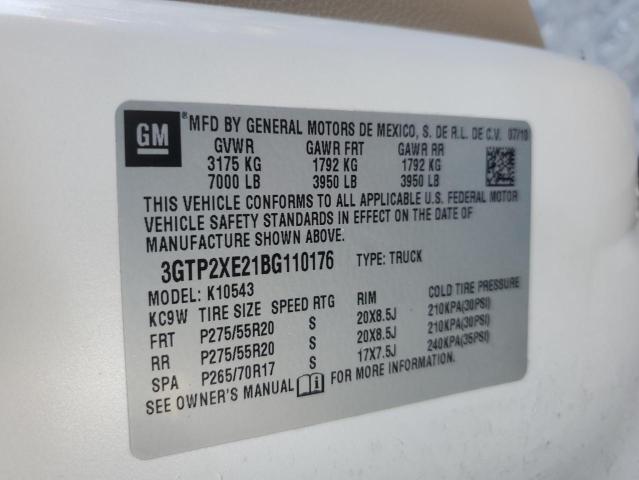 GM
MFD BY GENERAL MOTORS DE MEXICO, S. DE R.L. DE C.V. 07/10
GVWR GAWR FRT GAWR RR
3175 KG 1792 KG 1792 KG
7000 LB 3950 LB 3950 LB
THIS VEHICLE CONFORMS TO ALL APPLICABLE U.S. FEDERAL MOTOR
VEHICLE SAFETY STANDARDS IN EFFECT ON THE DATE OF
MANUFACTURE SHOWN ABOVE.
3GTP2XE21BG110176 TYPE: TRUCK
MODEL: K10543
KC9W TIRE SIZE SPEED RTG RIM COLD TIRE PRESSURE
FRT P275/55R20 S 20X8.5J 210KPA(30PSI)
RR P275/55R20 S 20X8.5J 210KPA(30PSI)
SPA P265/70R17 S 17X7.5J 240KPA(35PSI)
SEE OWNER'S MANUAL FOR MORE INFORMATION.